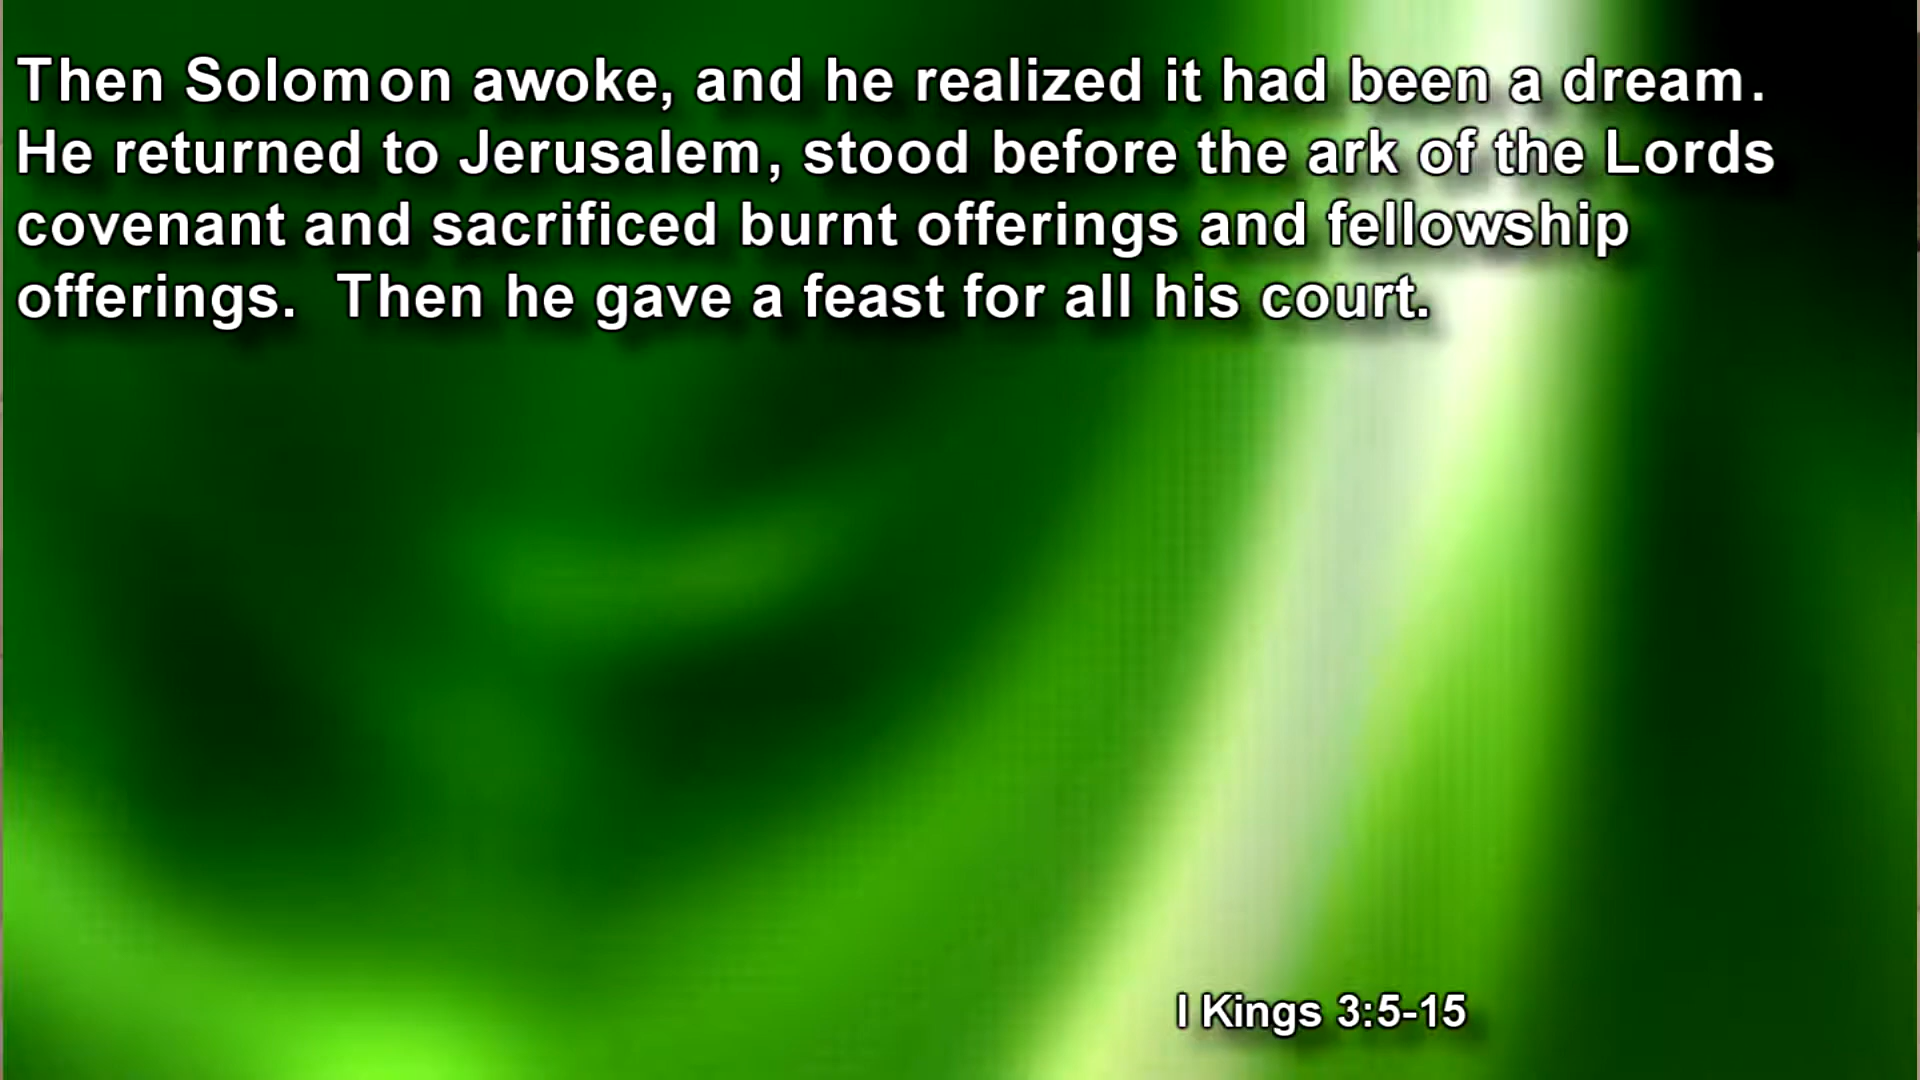 Then Solomon awoke, and he realized it had been a dream.
He returned to Jerusalem, stood before the ark of the Lords
covenant and sacrificed burnt offerings and fellowship
offerings.  Then he gave a feast for all his court.
I Kings 3:5-15